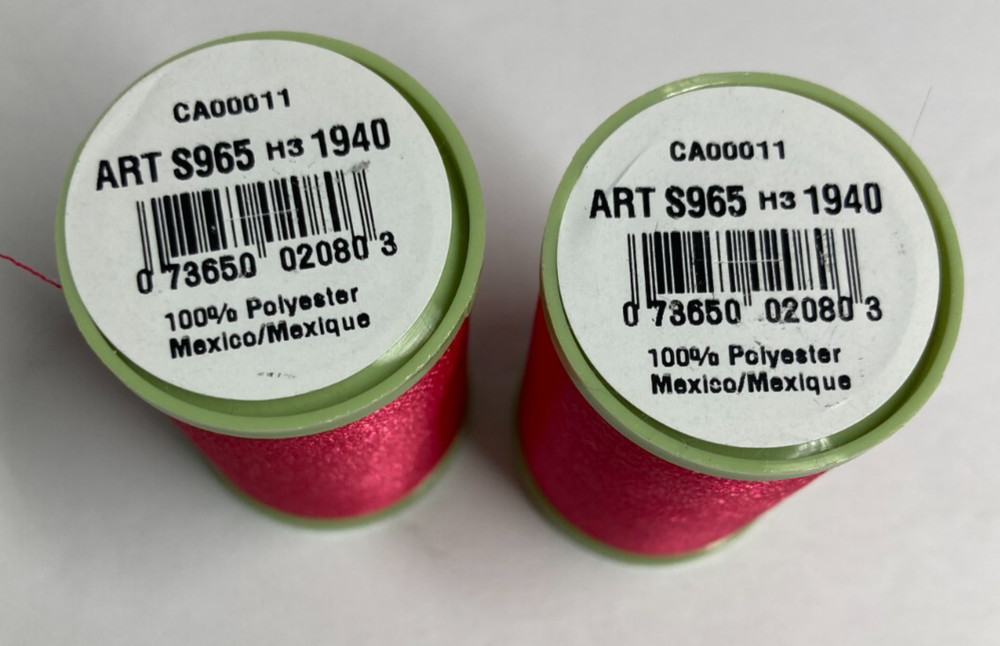 CA00011
ART S965 H3 1940
0 73650 02080 3
100% Polyester
Mexico/Mexique
CA00011
ART S965 H3 1940
0 73650 02080 3
100% Polyester
Mexico/Mexique